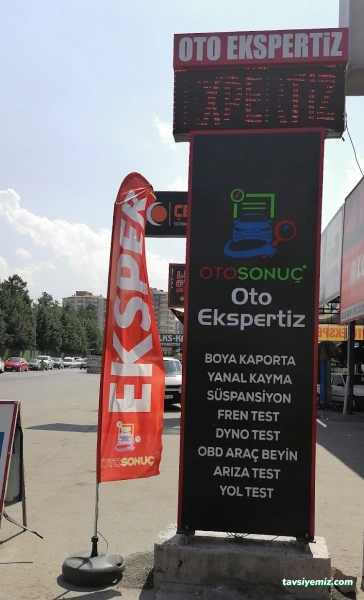 OTO EKSPERTİZ
OTOSONUÇ
Oto
Ekspertiz
BOYA KAPORTA
YANAL KAYMA
SÜSPANSİYON
FREN TEST
DYNO TEST
OBD ARAÇ BEYİN
ARIZA TEST
YOL TEST
EKSPER
OTOSONUÇ
tavsiyemiz.com